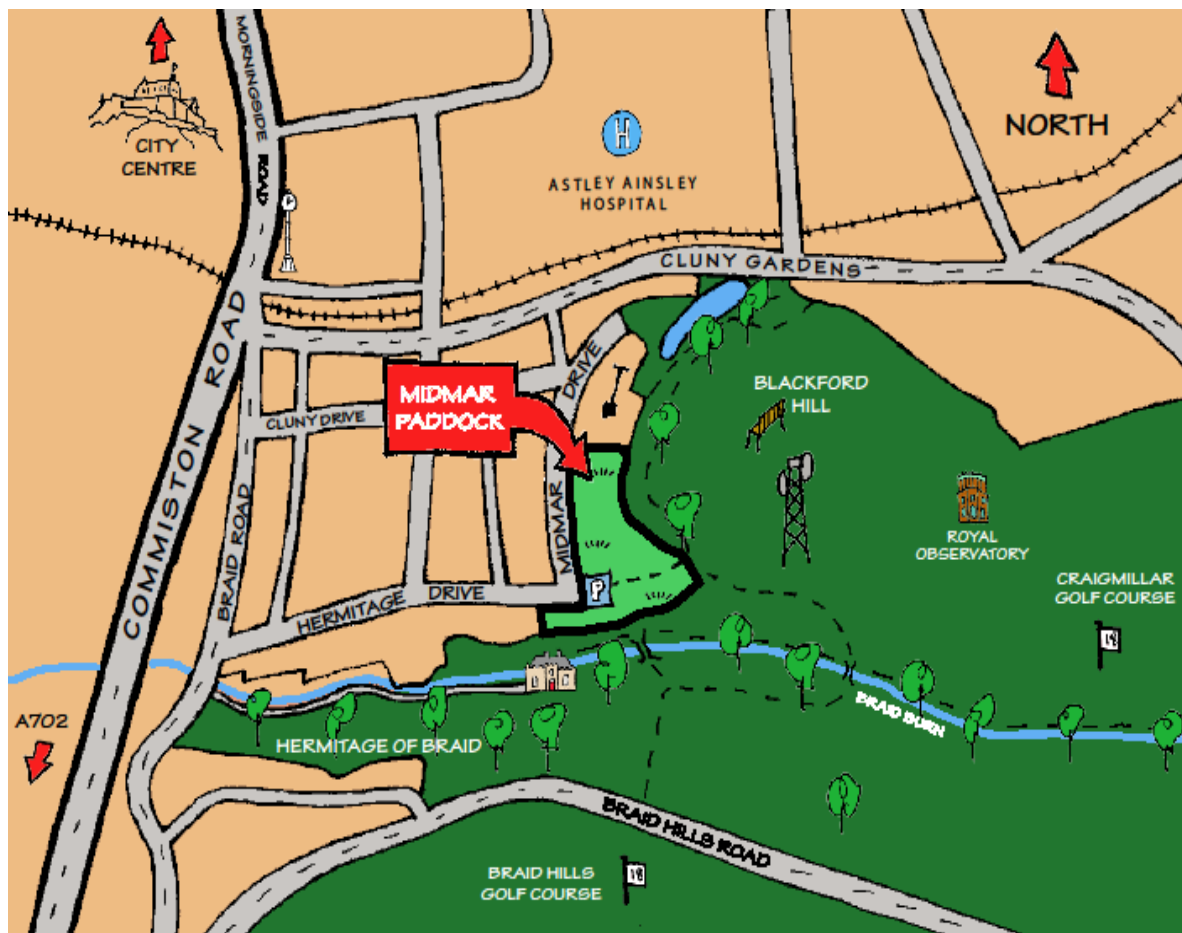 MORNINGSIDE ROAD
CITY
CENTRE
H
ASTLEY AINSLEY
HOSPITAL
NORTH
CLUNY GARDENS
COMMISTON ROAD
MIDMAR
PADDOCK
MIDMAR DRIVE
CLUNY DRIVE
BLACKFORD
HILL
BRAID ROAD
ROYAL
OBSERVATORY
P
HERMITAGE DRIVE
CRAIGMILLAR
GOLF COURSE
18
A702
HERMITAGE OF BRAID
BRAID BURN
BRAID HILLS ROAD
BRAID HILLS
GOLF COURSE
18